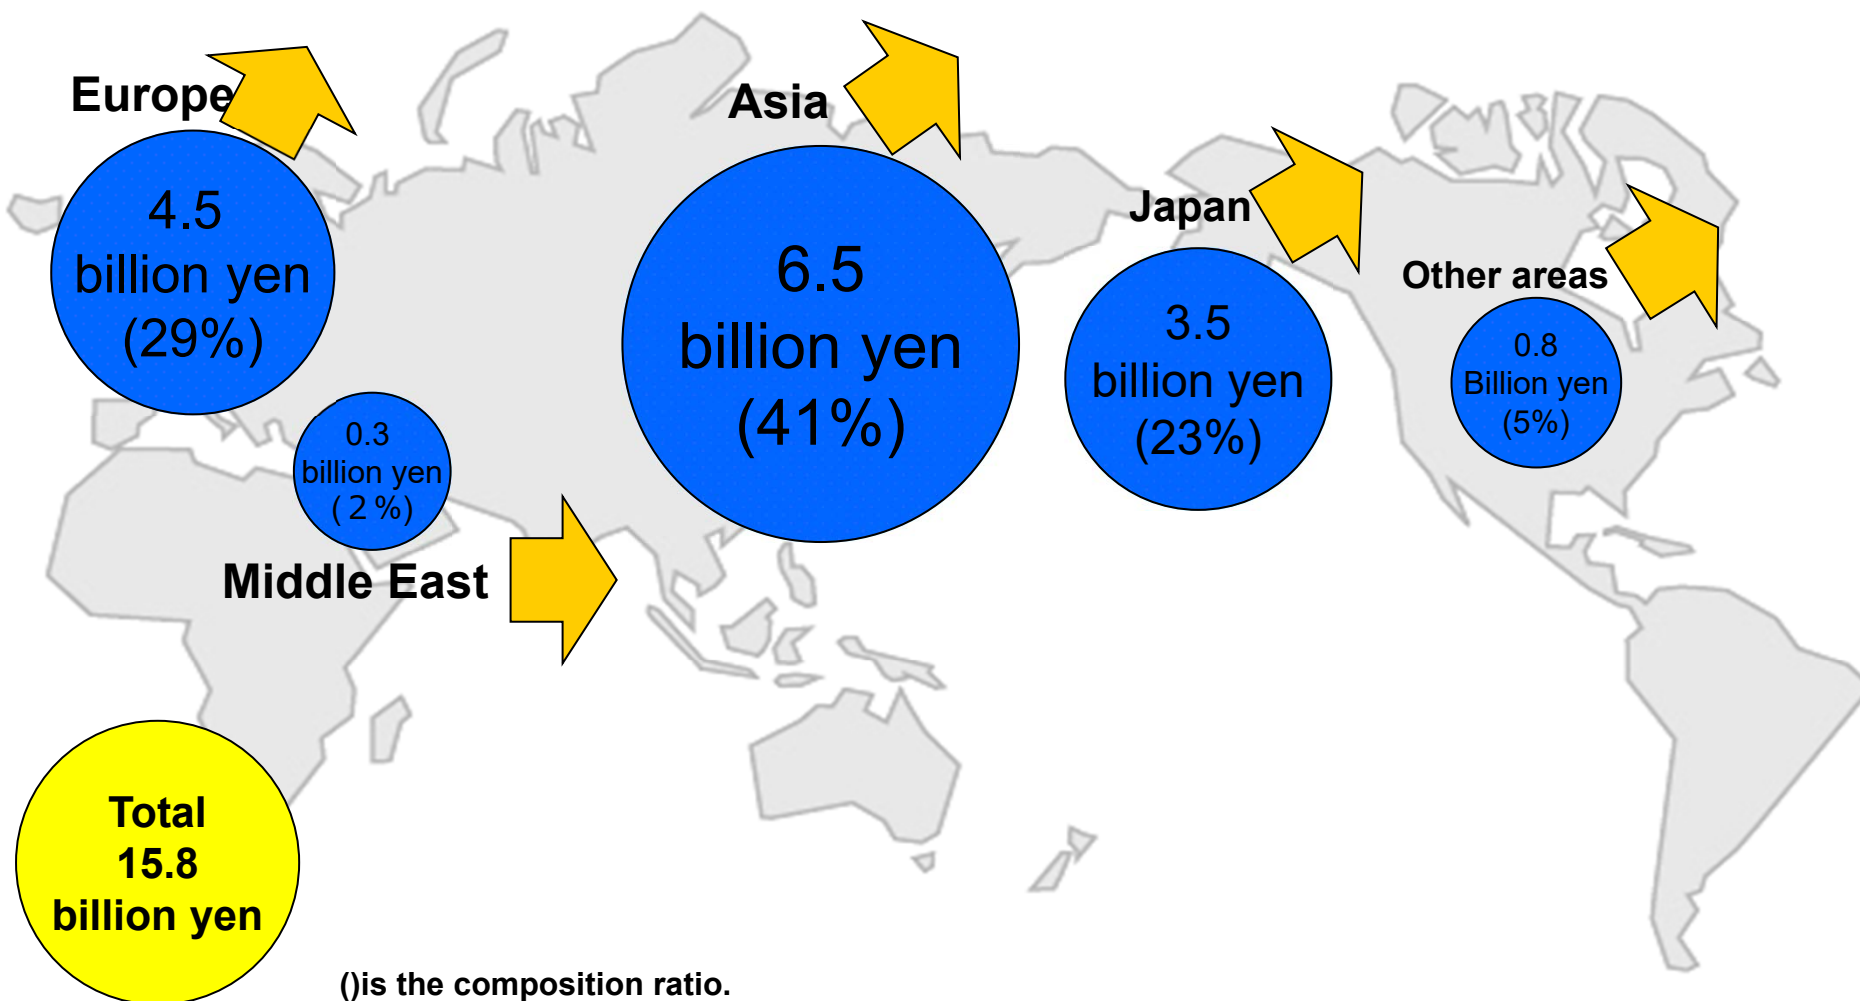 Europe
4.5
billion yen
(29%)
Asia
6.5
billion yen
(41%)
Japan
3.5
billion yen
(23%)
Other areas
0.8
Billion yen
(5%)
0.3
billion yen
(２%)
Middle East
Total
15.8
billion yen
()is the composition ratio.